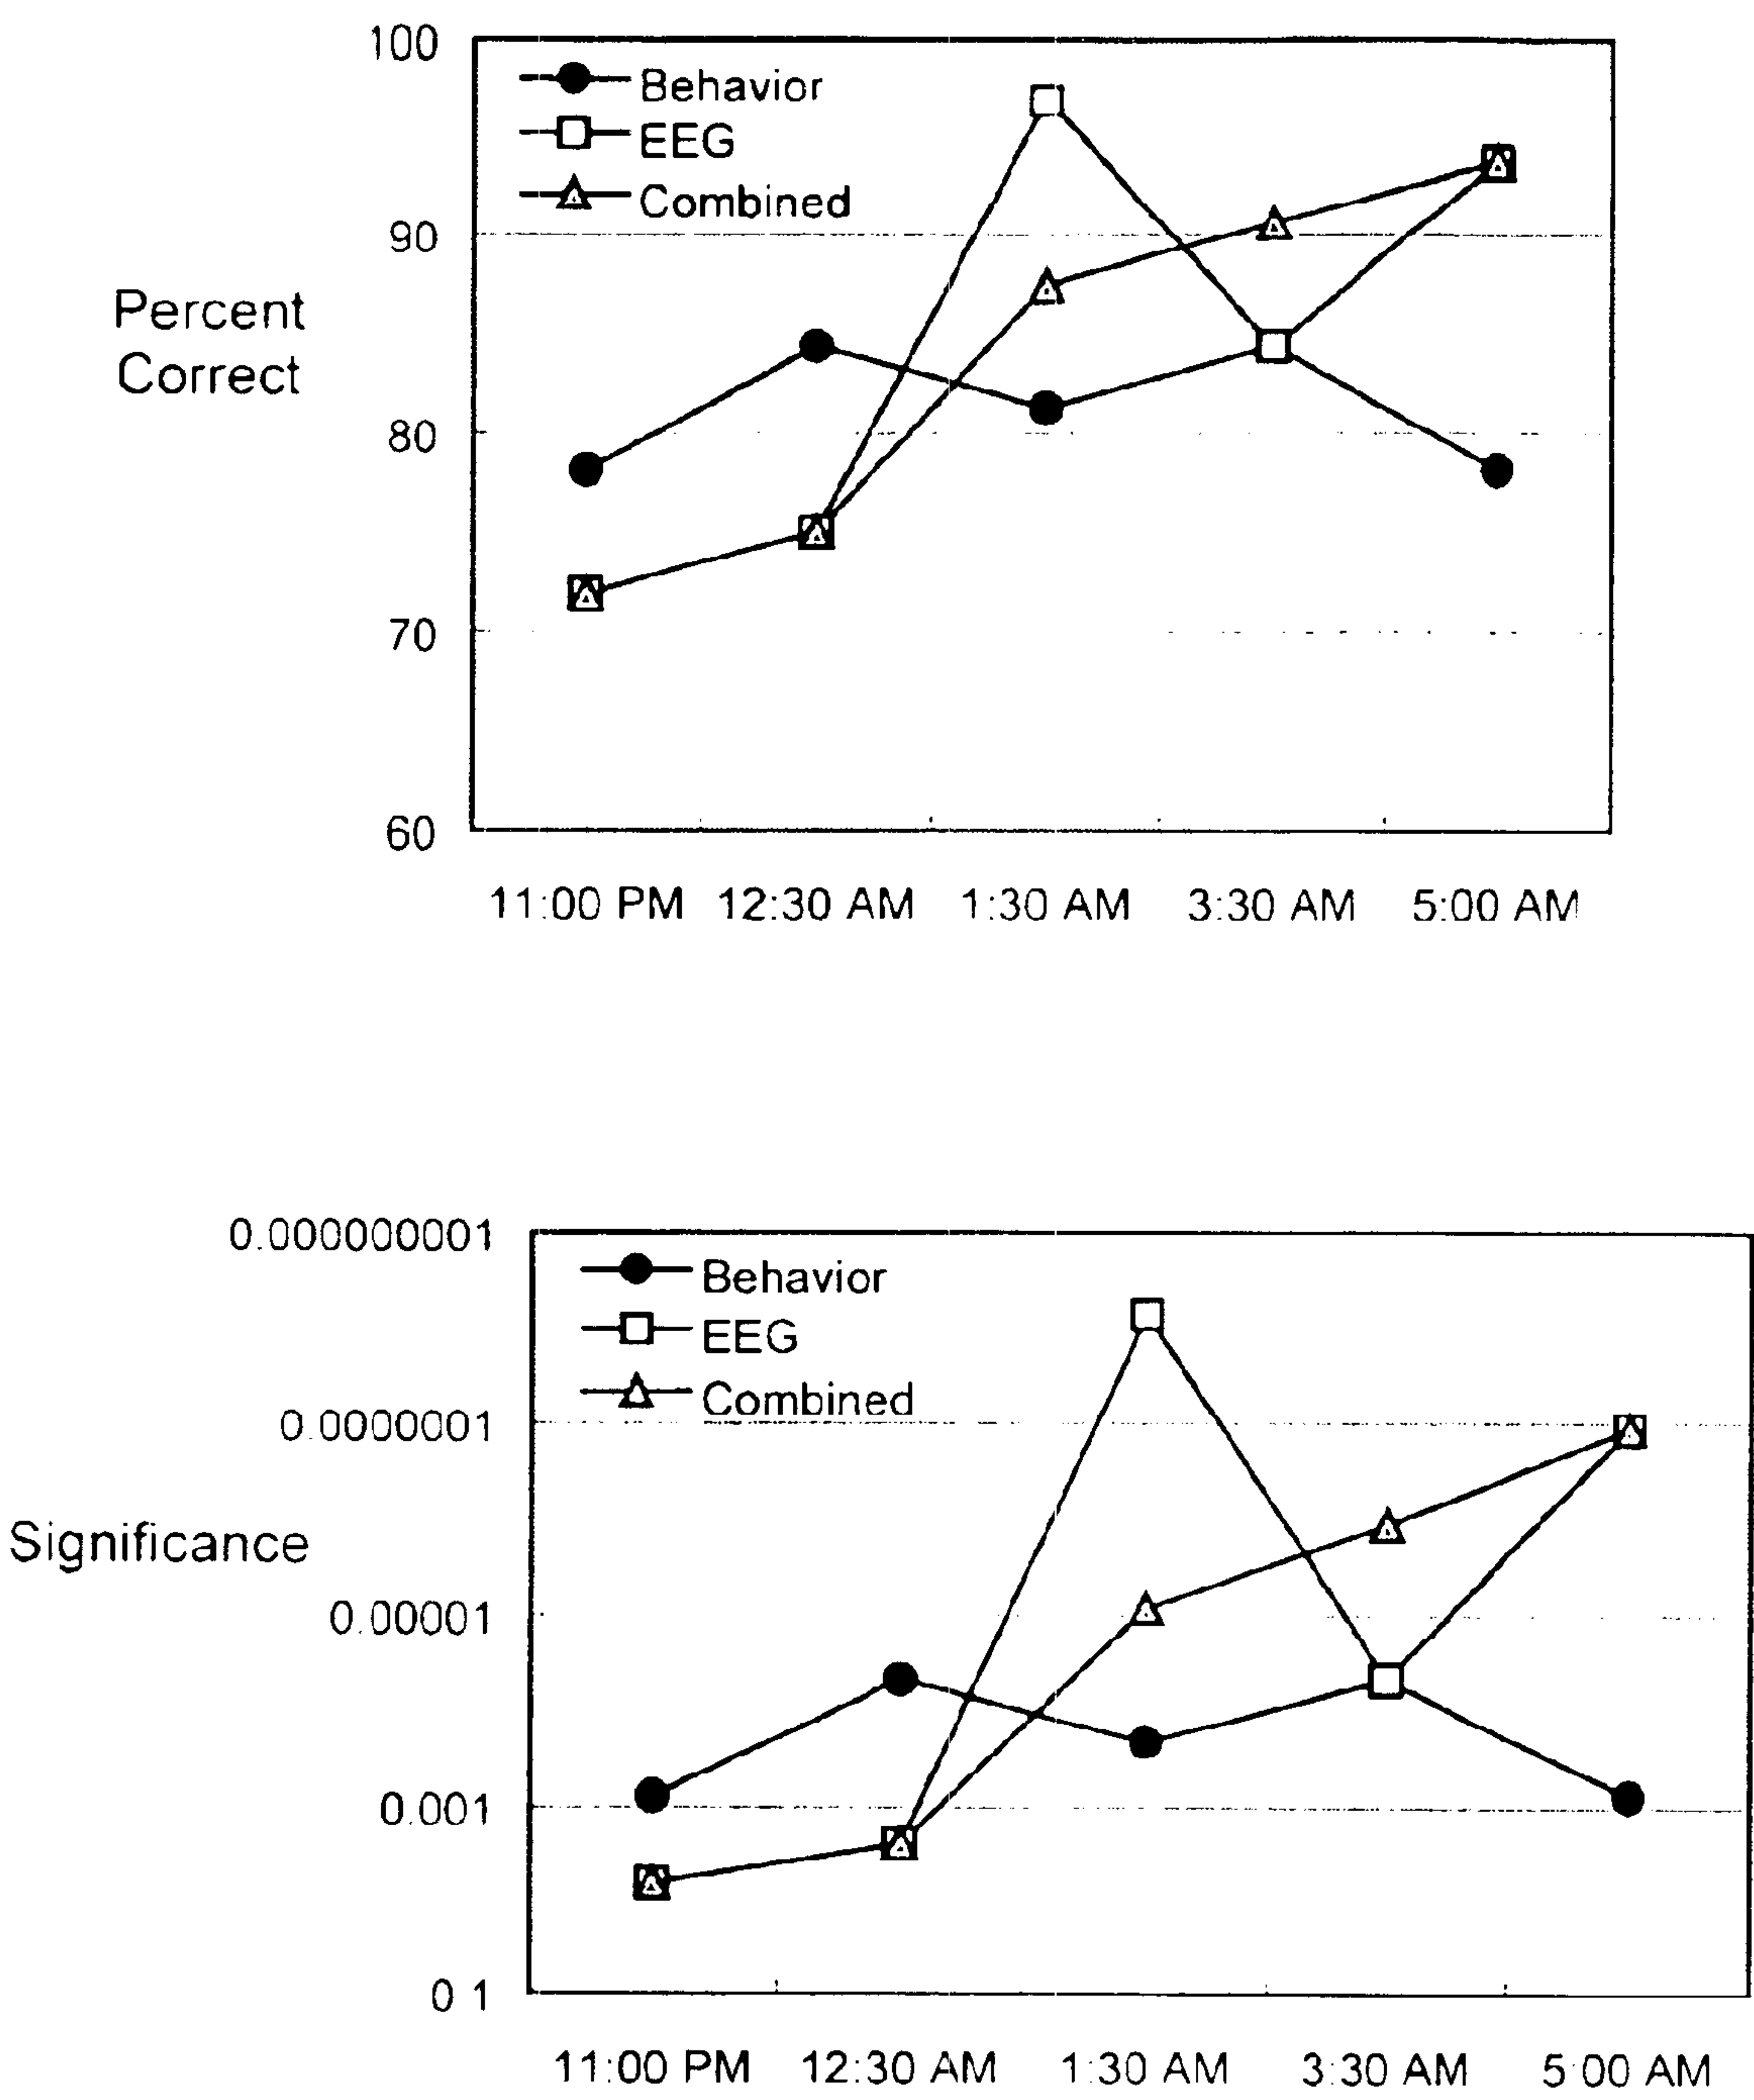 100
Behavior
EEG
Combined
90
Percent
Correct
80
70
60
11:00 PM 12:30 AM 1:30 AM 3:30 AM 5:00 AM
0.000000001
Behavior
EEG
Combined
0.0000001
Significance
0.00001
0.001
0 1
11:00 PM 12:30 AM 1:30 AM 3:30 AM 5:00 AM